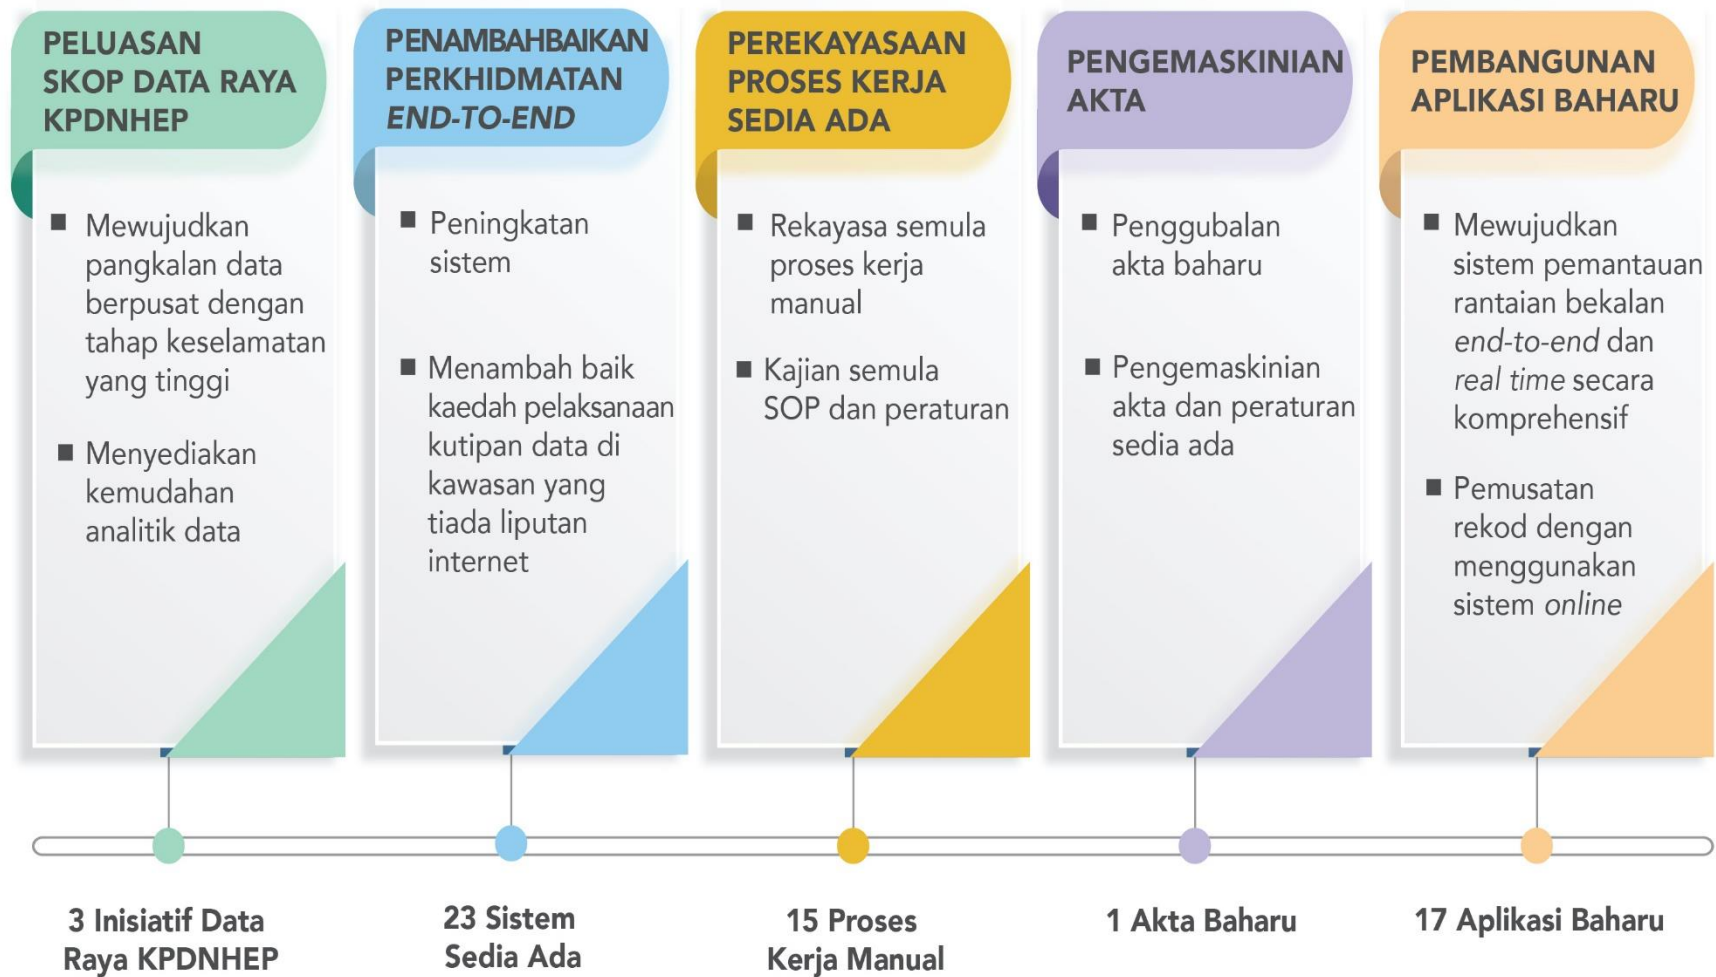 PELUASAN
SKOP DATA RAYA
KPDNHEP
■ Mewujudkan
pangkalan data
berpusat dengan
tahap keselamatan
yang tinggi
■ Menyediakan
kemudahan
analitik data
3 Inisiatif Data
Raya KPDNHEP
PENAMBAHBAIKAN
PERKHIDMATAN
END-TO-END
■ Peningkatan
sistem
■ Menambah baik
kaedah pelaksanaan
kutipan data di
kawasan yang
tiada liputan
internet
23 Sistem
Sedia Ada
PEREKAYASAAN
PROSES KERJA
SEDIA ADA
■ Rekayasa semula
proses kerja
manual
■ Kajian semula
SOP dan peraturan
15 Proses
Kerja Manual
PENGEMASKINIAN
AKTA
■ Penggubalan
akta baharu
■ Pengemaskinian
akta dan peraturan
sedia ada
1 Akta Baharu
PEMBANGUNAN
APLIKASI BAHARU
■ Mewujudkan
sistem pemantauan
rantaian bekalan
end-to-end dan
real time secara
komprehensif
■ Pemusatan
rekod dengan
menggunakan
sistem online
17 Aplikasi Baharu